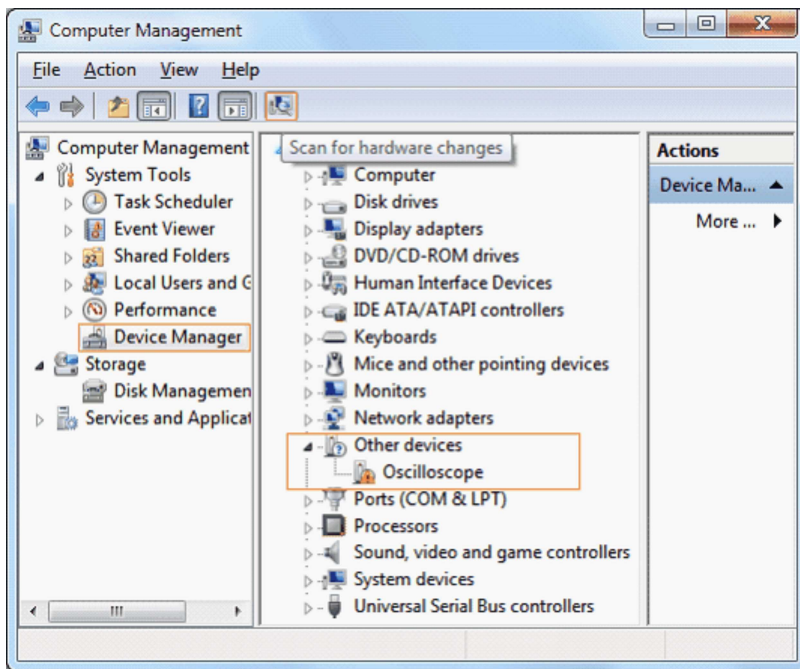 Computer Management
File Action View Help
Scan for hardware changes
Computer Management
System Tools
Task Scheduler
Event Viewer
Shared Folders
Local Users and G
Performance
Device Manager
Storage
Disk Managemen
Services and Applicat
Computer
Disk drives
Display adapters
DVD/CD-ROM drives
Human Interface Devices
IDE ATA/ATAPI controllers
Keyboards
Mice and other pointing devices
Monitors
Network adapters
Other devices
Oscilloscope
Ports (COM & LPT)
Processors
Sound, video and game controllers
System devices
Universal Serial Bus controllers
Actions
Device Ma...
More ...